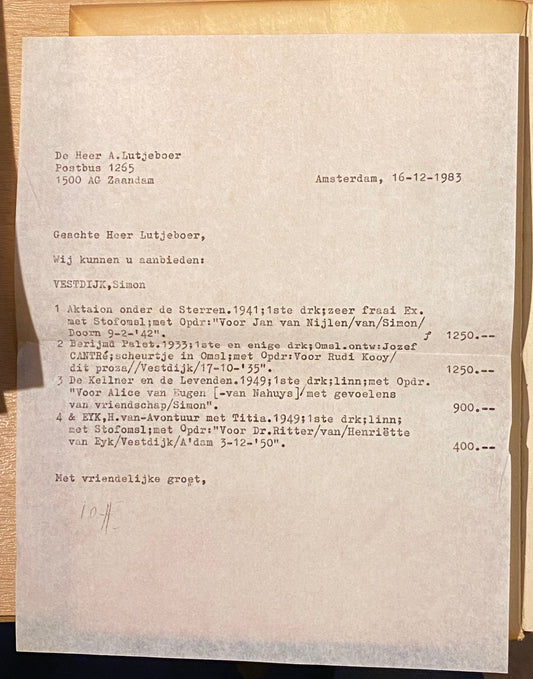 De Heer A.Lutjeboer
Postbus 1265
1500 AG Zaandam
Amsterdam, 16-12-1983
Geachte Heer Lutjeboer,
Wij kunnen u aanbieden:
VESTDIJK,Simon
1 Aktaion onder de Sterren.1941;1ste drk;zeer fraai Ex.
met Stofomsl;met Opdr:"Voor Jan van Nijlen/van/Simon/
Doorn 9-2-'42". ƒ 1250.--
2 Berijmd Palet.1933;1ste en enige drk;Omsl.ontw:Jozef
CANTRé;scheurtje in Omsl;met Opdr:Voor Rudi Kooy/
dit proza//Vestdijk/17-10-'35". 1250.--
3 De Kellner en de Levenden.1949;1ste drk;linn;met Opdr.
"Voor Alice van Eugen [-van Nahuys]/met gevoelens
van vriendschap/Simon". 900.--
4 & EYK,H.van-Avontuur met Titia.1949;1ste drk;linn;
met Stofomsl;met Opdr:"Voor Dr.Ritter/van/Henriëtte
van Eyk/Vestdijk/A'dam 3-12-'50". 400.--
Met vriendelijke groet,